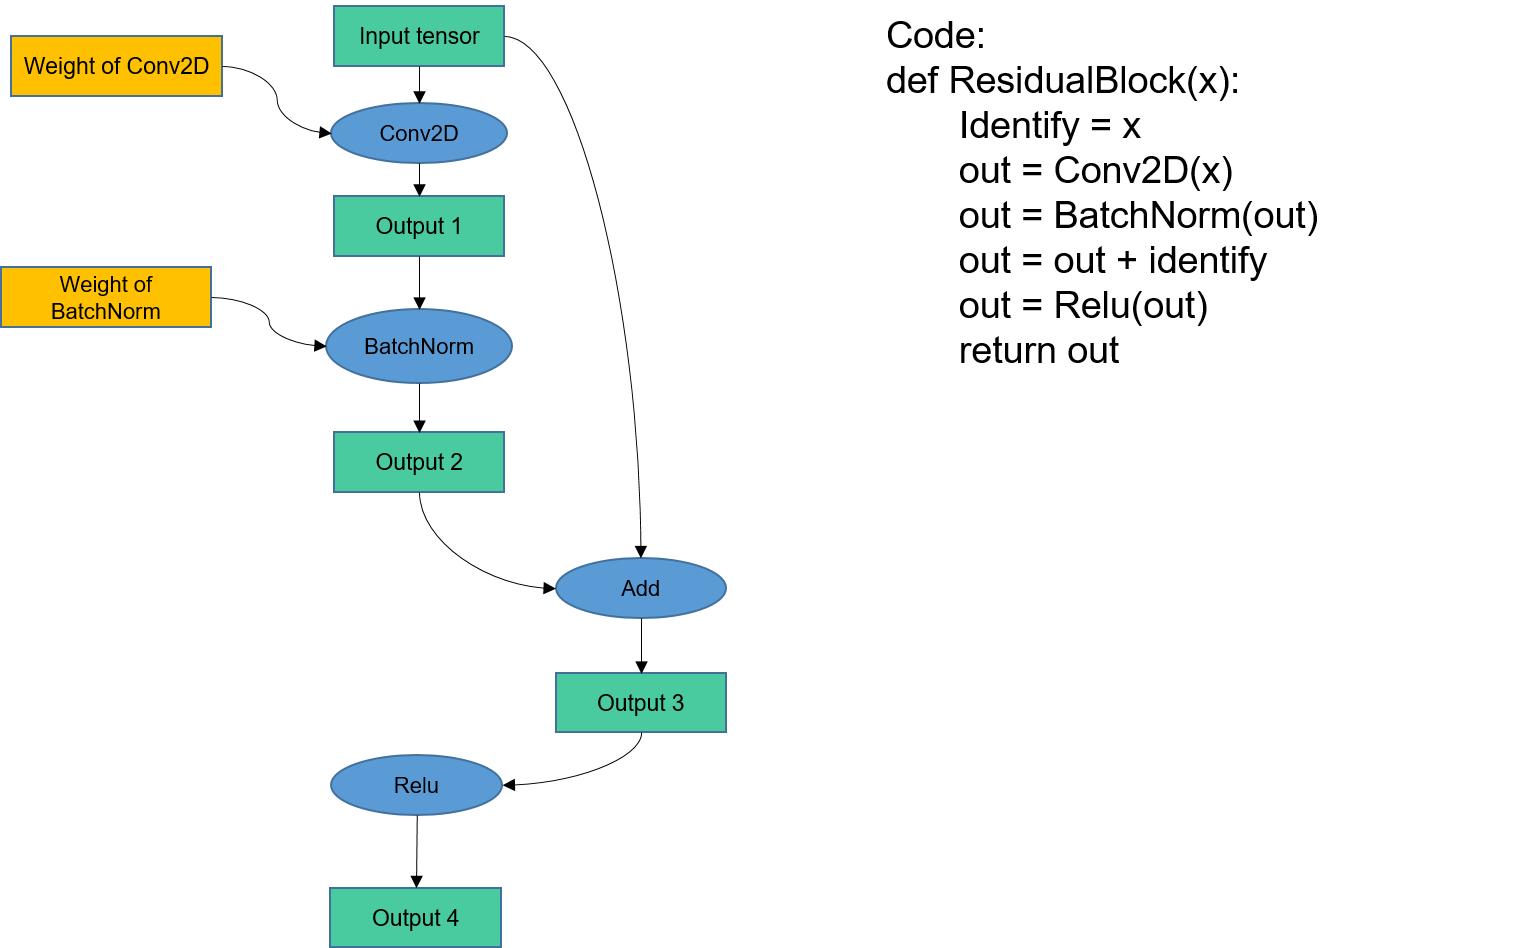 Input tensor
Weight of Conv2D
Conv2D
Output 1
Weight of
BatchNorm
BatchNorm
Output 2
Add
Output 3
Relu
Output 4
Code:
def ResidualBlock(x):
Identify = x
out = Conv2D(x)
out = BatchNorm(out)
out = out + identify
out = Relu(out)
return out